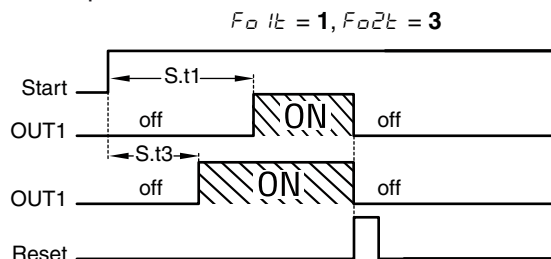 Fo1t = 1, Fo2t = 3
Start
S.t1
OUT1 off ON off
S.t3
OUT1 off ON off
Reset